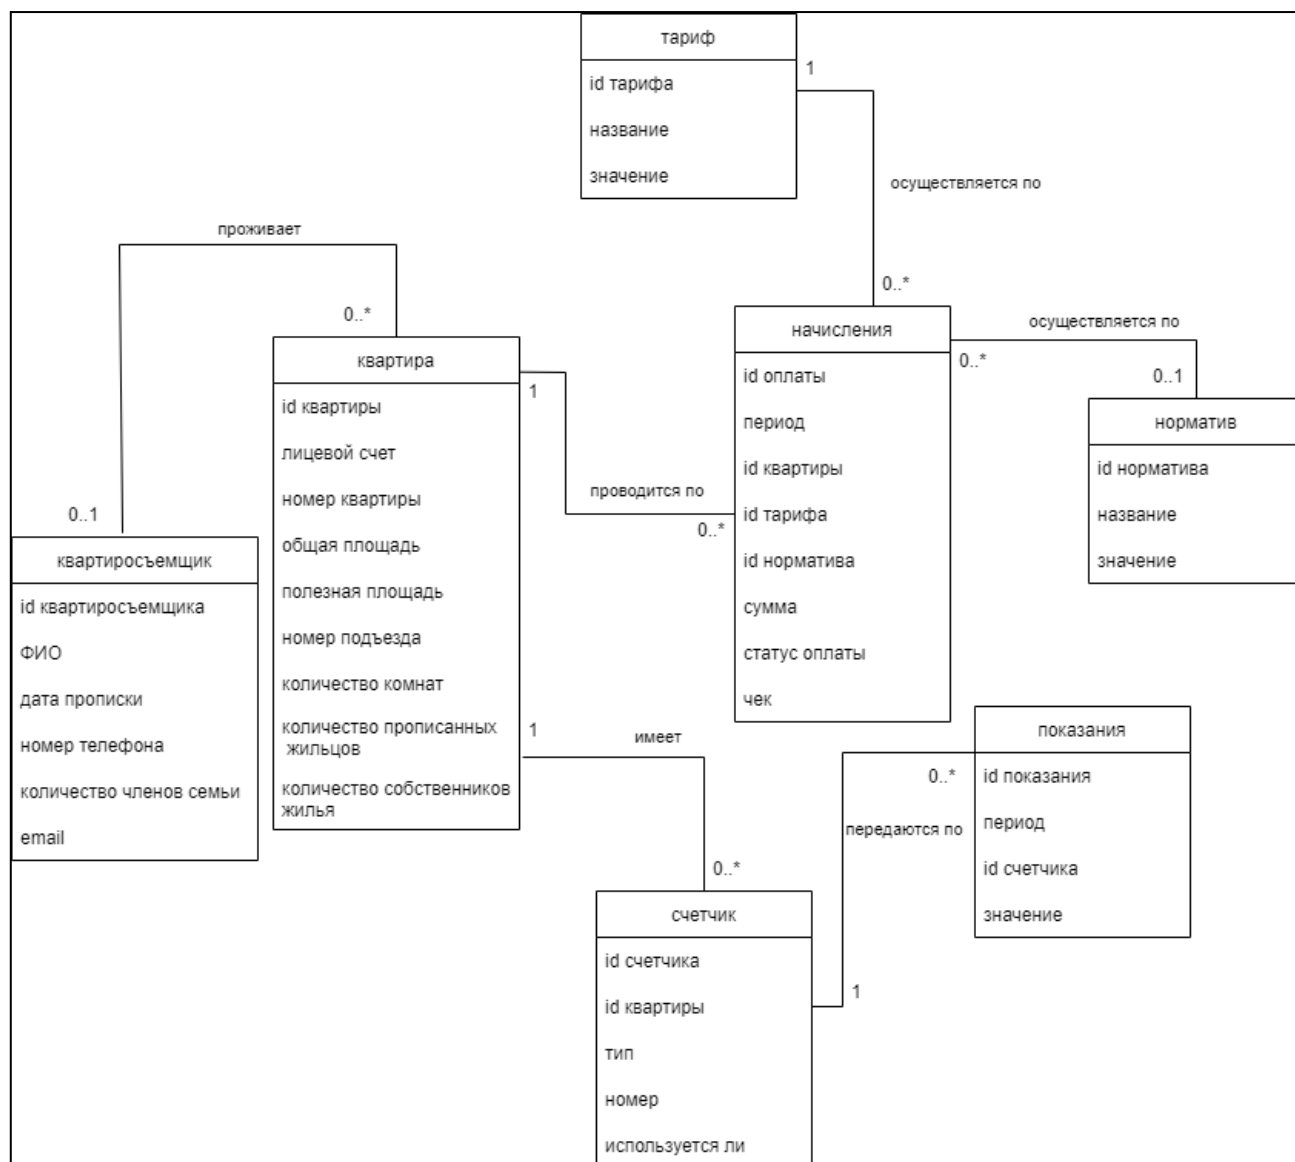 тариф
id тарифа
название
значение
1
осуществляется по
0..*
проживает
0..*
0..1
квартира
id квартиры
лицевой счет
номер квартиры
общая площадь
полезная площадь
номер подъезда
количество комнат
количество прописанных
жильцов
количество собственников
жилья
1
проводится по
0..*
начисления
id оплаты
период
id квартиры
id тарифа
id норматива
сумма
статус оплаты
чек
осуществляется по
0..*
0..1
норматив
id норматива
название
значение
квартиросъемщик
id квартиросъемщика
ФИО
дата прописки
номер телефона
количество членов семьи
email
1
имеет
0..*
показания
id показания
период
id счетчика
значение
0..*
передаются по
1
счетчик
id счетчика
id квартиры
тип
номер
используется ли